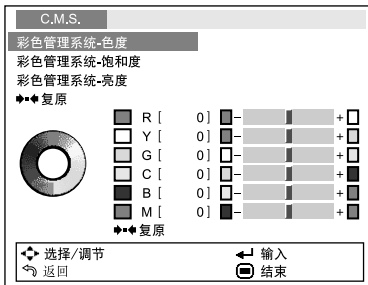 C.M.S.
彩色管理系统-色度
彩色管理系统-饱和度
彩色管理系统-亮度
复原
R [ 0] - +
Y [ 0] - +
G [ 0] - +
C [ 0] - +
B [ 0] - +
M [ 0] - +
复原
选择/调节 输入
返回 结束